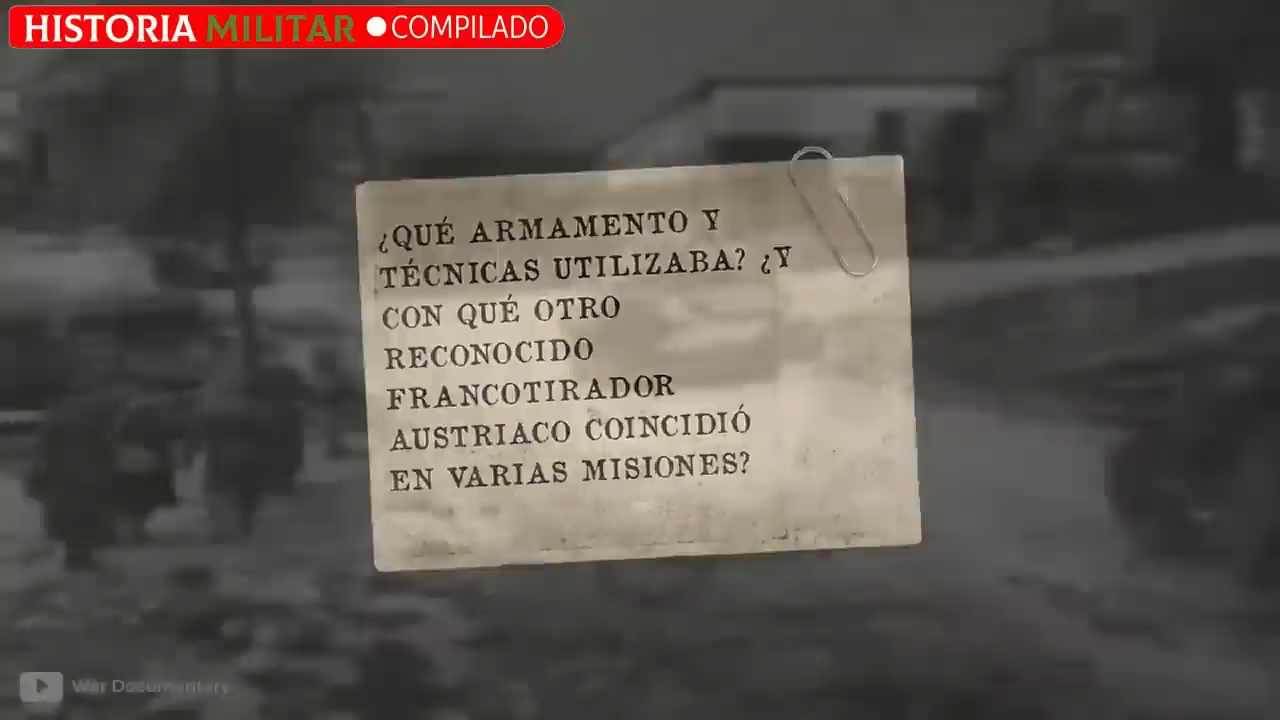 HISTORIA MILITAR ● COMPILADO
¿QUÉ ARMAMENTO Y
TÉCNICAS UTILIZABA? ¿Y
CON QUÉ OTRO
RECONOCIDO
FRANCOTIRADOR
AUSTRIACO COINCIDIÓ
EN VARIAS MISIONES?
War Documentary